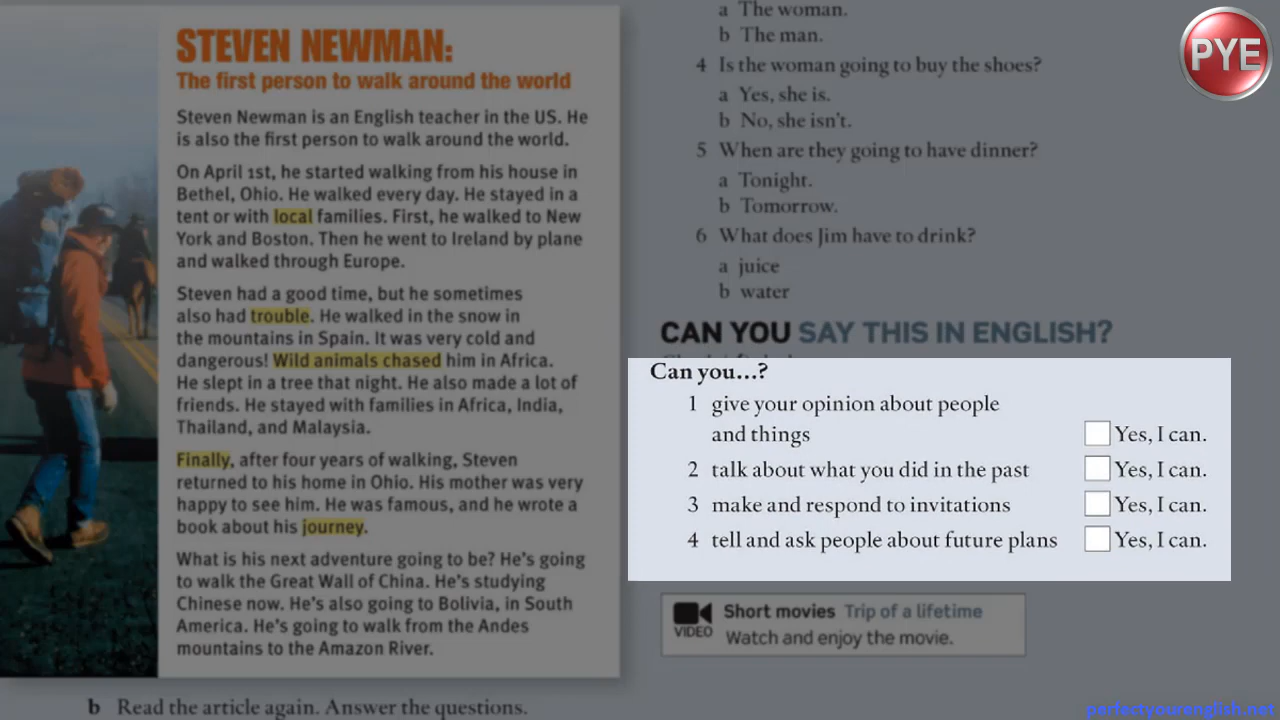 STEVEN NEWMAN:
The first person to walk around the world
Steven Newman is an English teacher in the US. He
is also the first person to walk around the world.
On April 1st, he started walking from his house in
Bethel, Ohio. He walked every day. He stayed in a
tent or with local families. First, he walked to New
York and Boston. Then he went to Ireland by plane
and walked through Europe.
Steven had a good time, but he sometimes
also had trouble. He walked in the snow in
the mountains in Spain. It was very cold and
dangerous! Wild animals chased him in Africa.
He slept in a tree that night. He also made a lot of
friends. He stayed with families in Africa, India,
Thailand, and Malaysia.
Finally, after four years of walking, Steven
returned to his home in Ohio. His mother was very
happy to see him. He was famous, and he wrote a
book about his journey.
What is his next adventure going to be? He's going
to walk the Great Wall of China. He's studying
Chinese now. He's also going to Bolivia, in South
America. He's going to walk from the Andes
mountains to the Amazon River.
b Read the article again. Answer the questions.
a The woman.
b The man.
4 Is the woman going to buy the shoes?
a Yes, she is.
b No, she isn't.
5 When are they going to have dinner?
a Tonight.
b Tomorrow.
6 What does Jim have to drink?
a juice
b water
CAN YOU SAY THIS IN ENGLISH?
Can you...?
1 give your opinion about people
and things Yes, I can.
2 talk about what you did in the past Yes, I can.
3 make and respond to invitations Yes, I can.
4 tell and ask people about future plans Yes, I can.
VIDEO
Short movies Trip of a lifetime
Watch and enjoy the movie.
PYE
perfectyourenglish.net